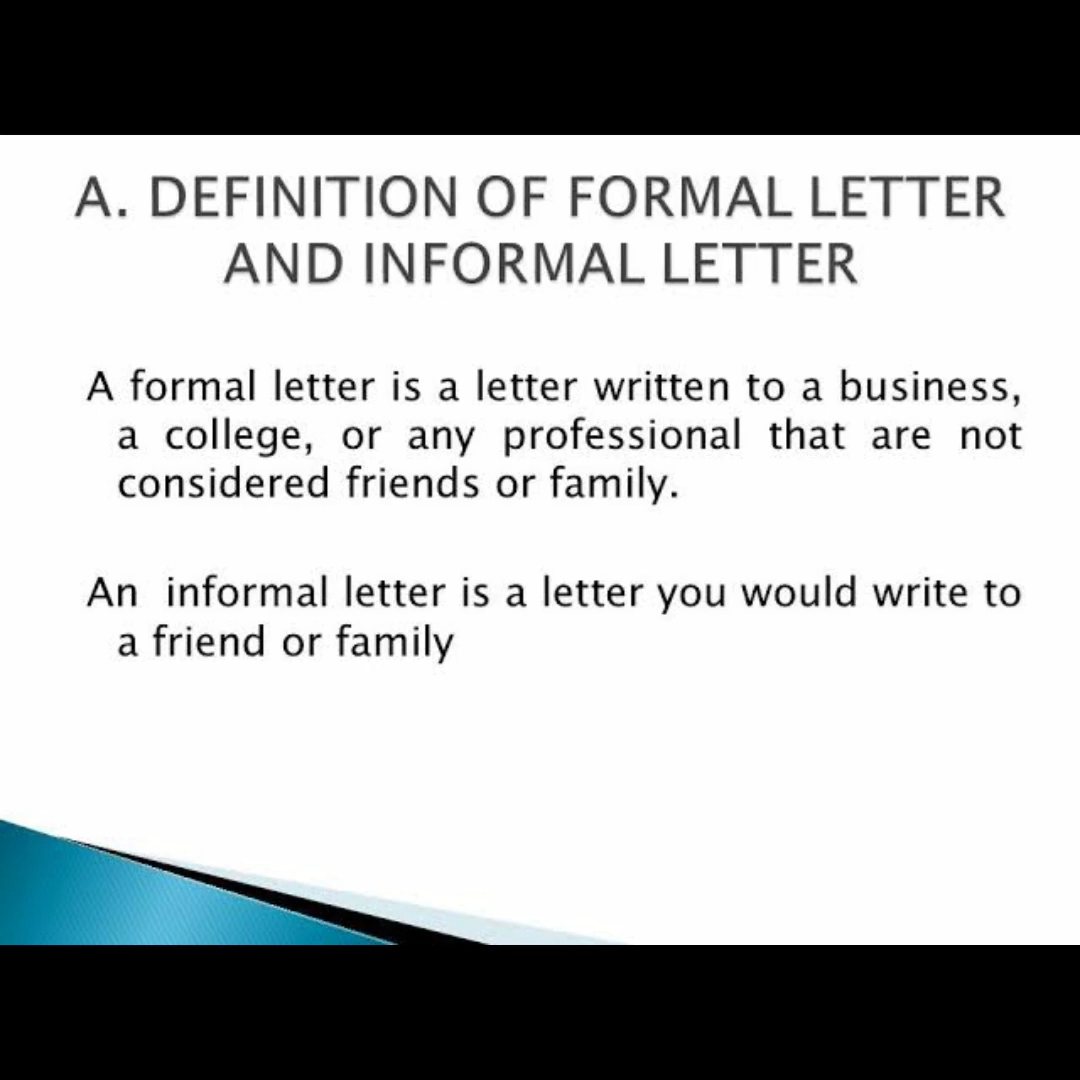 A. DEFINITION OF FORMAL LETTER
AND INFORMAL LETTER
A formal letter is a letter written to a business,
a college, or any professional that are not
considered friends or family.
An informal letter is a letter you would write to
a friend or family